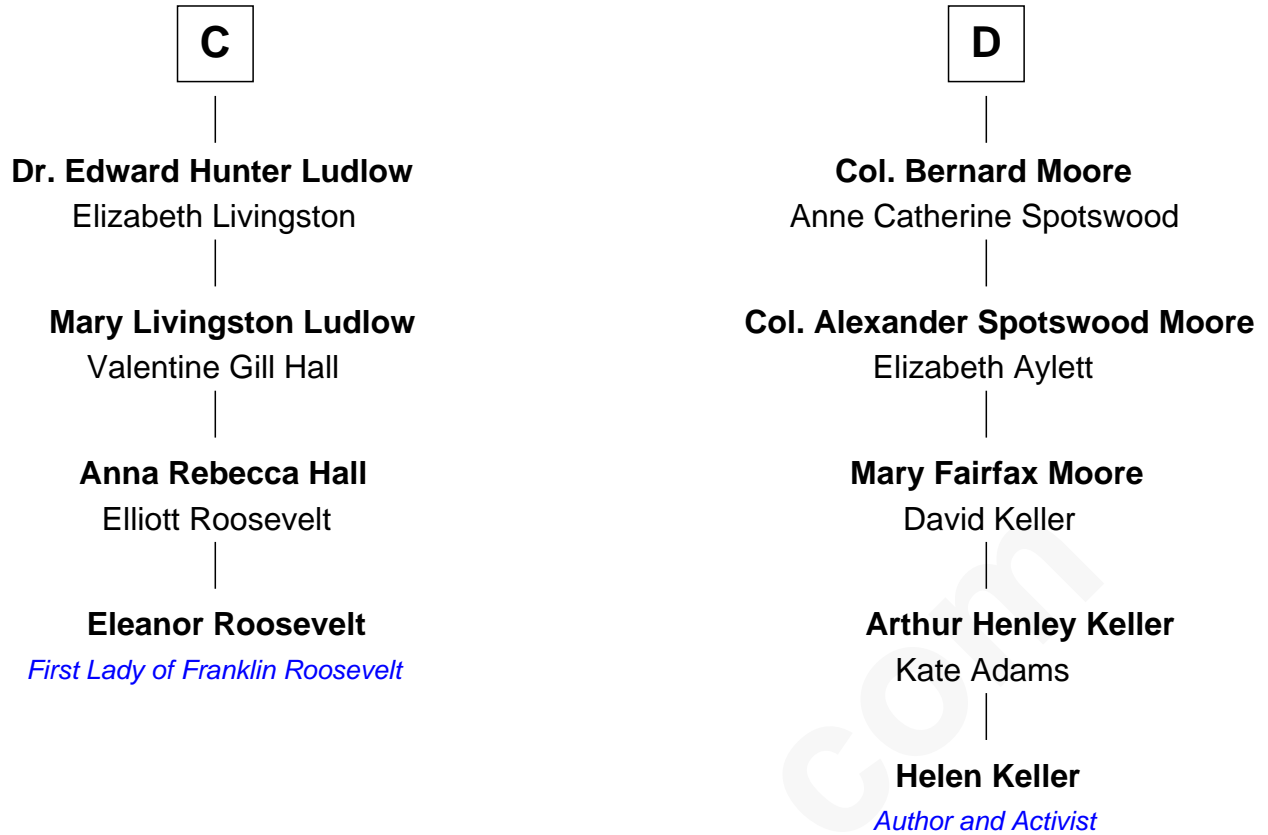 C
Dr. Edward Hunter Ludlow
Elizabeth Livingston
Mary Livingston Ludlow
Valentine Gill Hall
Anna Rebecca Hall
Elliott Roosevelt
Eleanor Roosevelt
First Lady of Franklin Roosevelt
D
Col. Bernard Moore
Anne Catherine Spotswood
Col. Alexander Spotswood Moore
Elizabeth Aylett
Mary Fairfax Moore
David Keller
Arthur Henley Keller
Kate Adams
Helen Keller
Author and Activist
com